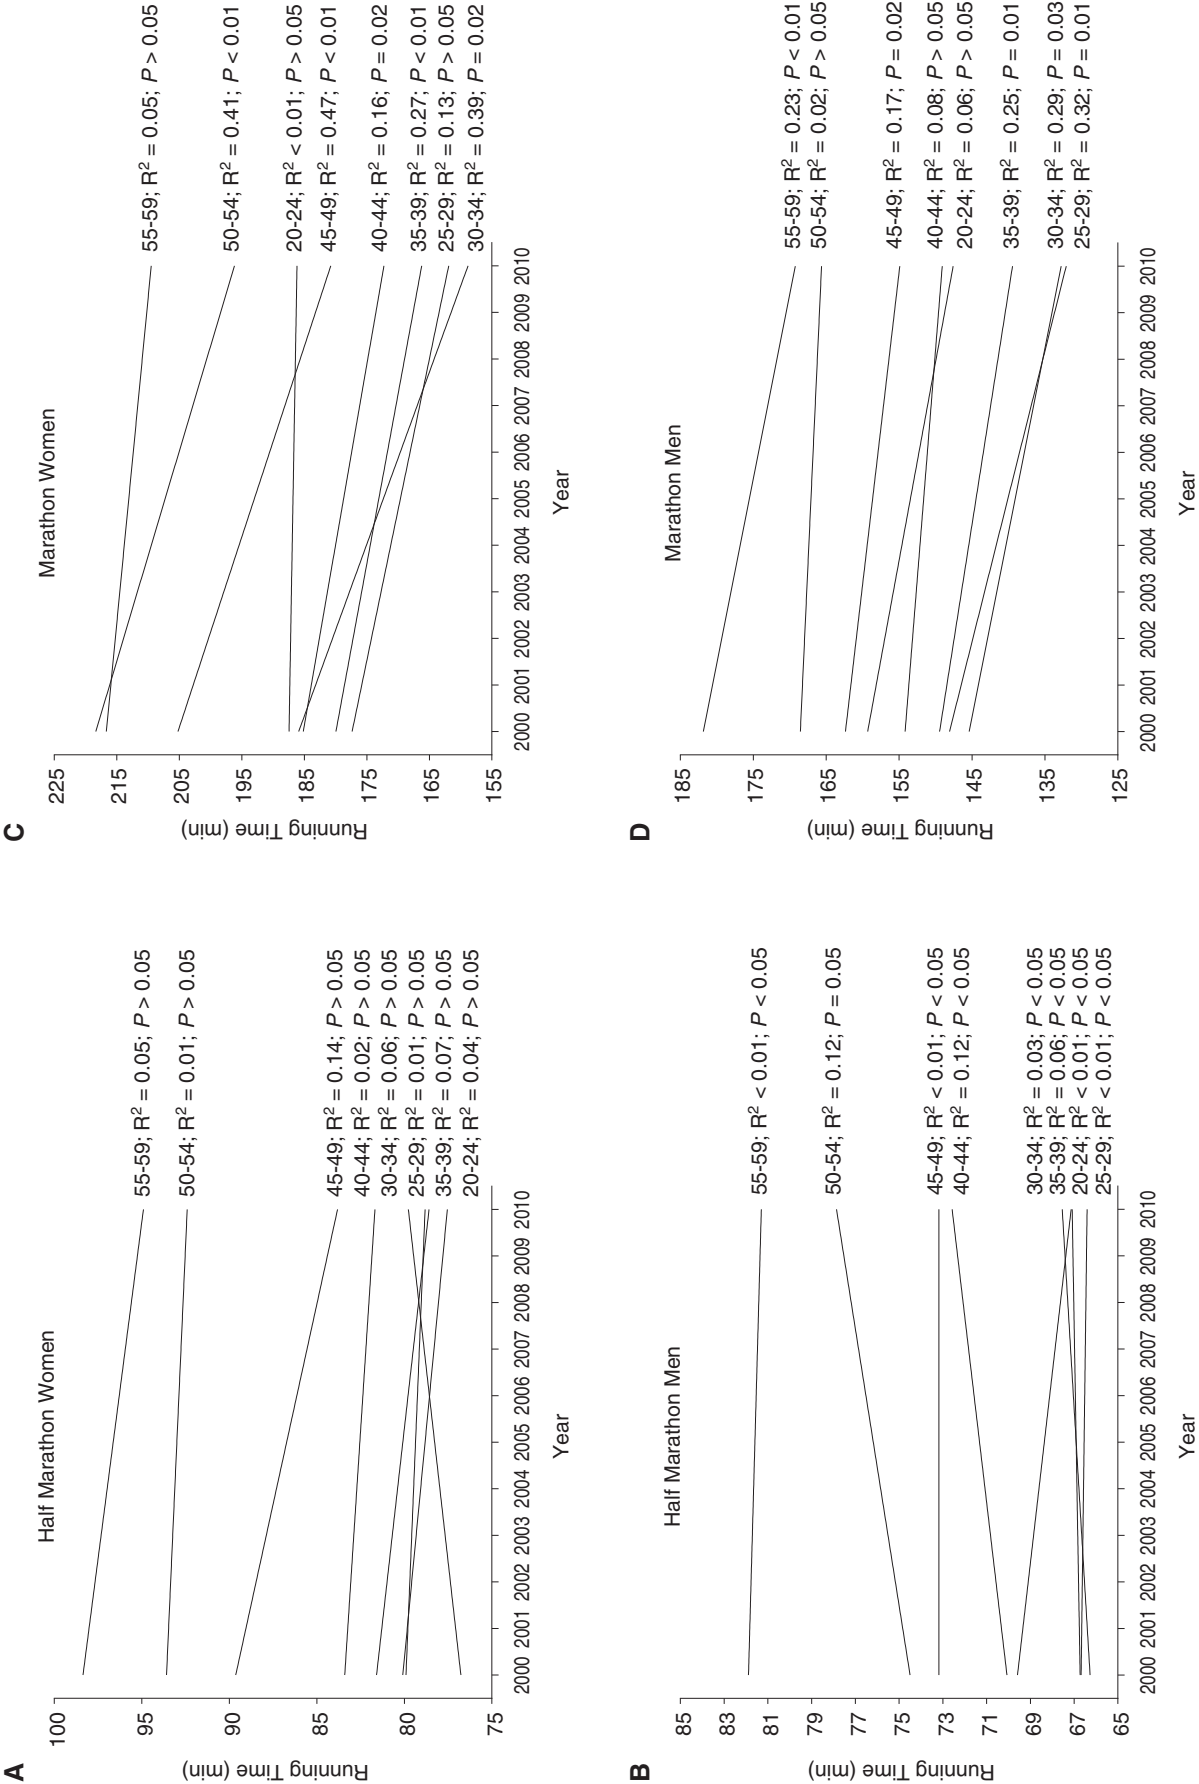 A
Half Marathon Women
Running Time (min)
100
95
90
85
80
75
2000 2001 2002 2003 2004 2005 2006 2007 2008 2009 2010
Year
55-59; R² = 0.05; P > 0.05
50-54; R² = 0.01; P > 0.05
45-49; R² = 0.14; P > 0.05
40-44; R² = 0.02; P > 0.05
30-34; R² = 0.06; P > 0.05
25-29; R² = 0.01; P > 0.05
35-39; R² = 0.07; P > 0.05
20-24; R² = 0.04; P > 0.05
C
Marathon Women
Running Time (min)
225
215
205
195
185
175
165
155
2000 2001 2002 2003 2004 2005 2006 2007 2008 2009 2010
Year
55-59; R² = 0.05; P > 0.05
50-54; R² = 0.41; P < 0.01
20-24; R² < 0.01; P > 0.05
45-49; R² = 0.47; P < 0.01
40-44; R² = 0.16; P = 0.02
35-39; R² = 0.27; P < 0.01
25-29; R² = 0.13; P > 0.05
30-34; R² = 0.39; P = 0.02
B
Half Marathon Men
Running Time (min)
85
83
81
79
77
75
73
71
69
67
65
2000 2001 2002 2003 2004 2005 2006 2007 2008 2009 2010
Year
55-59; R² < 0.01; P < 0.05
50-54; R² = 0.12; P = 0.05
45-49; R² < 0.01; P < 0.05
40-44; R² = 0.12; P < 0.05
30-34; R² = 0.03; P < 0.05
35-39; R² = 0.06; P < 0.05
20-24; R² < 0.01; P < 0.05
25-29; R² < 0.01; P < 0.05
D
Marathon Men
Running Time (min)
185
175
165
155
145
135
125
2000 2001 2002 2003 2004 2005 2006 2007 2008 2009 2010
Year
55-59; R² = 0.23; P < 0.01
50-54; R² = 0.02; P > 0.05
45-49; R² = 0.17; P = 0.02
40-44; R² = 0.08; P > 0.05
20-24; R² = 0.06; P > 0.05
35-39; R² = 0.25; P = 0.01
30-34; R² = 0.29; P = 0.03
25-29; R² = 0.32; P = 0.01